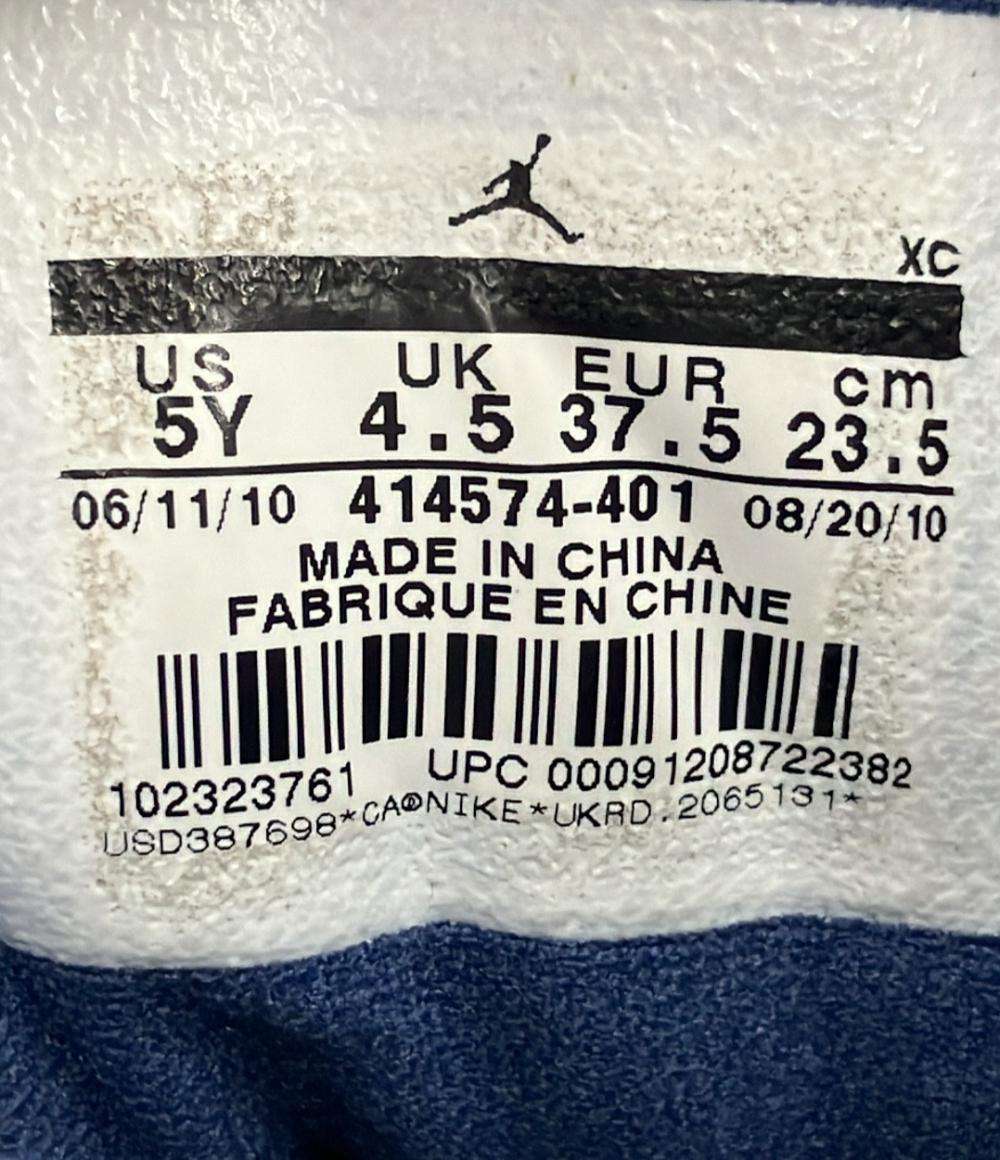 XC
US UK EUR cm
5Y 4.5 37.5 23.5
06/11/10 414574-401 08/20/10
MADE IN CHINA
FABRIQUE EN CHINE
102323761 UPC 00091208722382
USD387698*CA®NIKE*UKRD.2065131*